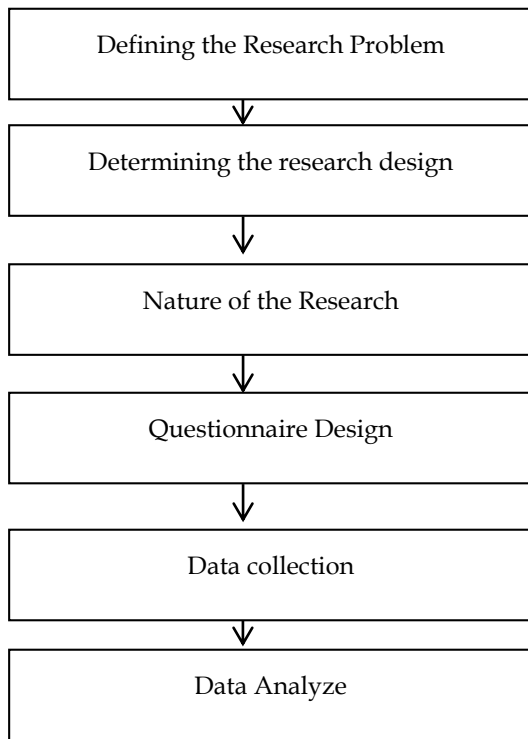 Defining the Research Problem
Determining the research design
Nature of the Research
Questionnaire Design
Data collection
Data Analyze